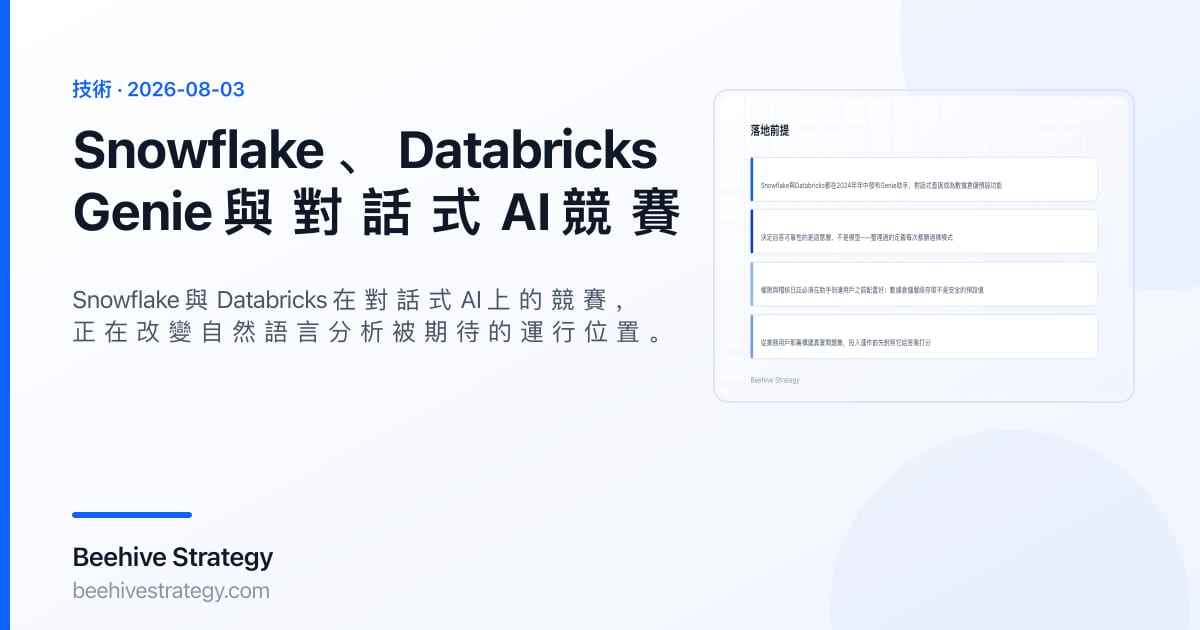 技術 · 2026-08-03
Snowflake 、 Databricks
Genie 與 對 話 式 AI 競 賽
Snowflake 與 Databricks 在 對 話 式 AI 上 的 競 賽 ，
正 在 改 變 自 然 語 言 分 析 被 期 待 的 運 行 位 置 。
落地前提
Snowflake與Databricks都在2024年年中發布Genie助手，對話式查詢成為數據倉儲預設功能
決定回答可靠性的是語意層，不是模型——整理過的定義每次都勝過裸模式
權限與稽核日誌必須在助手到達用戶之前配置好；數據倉儲層級存取不是安全的預設值
從業務用戶那裏構建真實問題集，投入運作前先對照它給答案打分
Beehive Strategy
Beehive Strategy
beehivestrategy.com